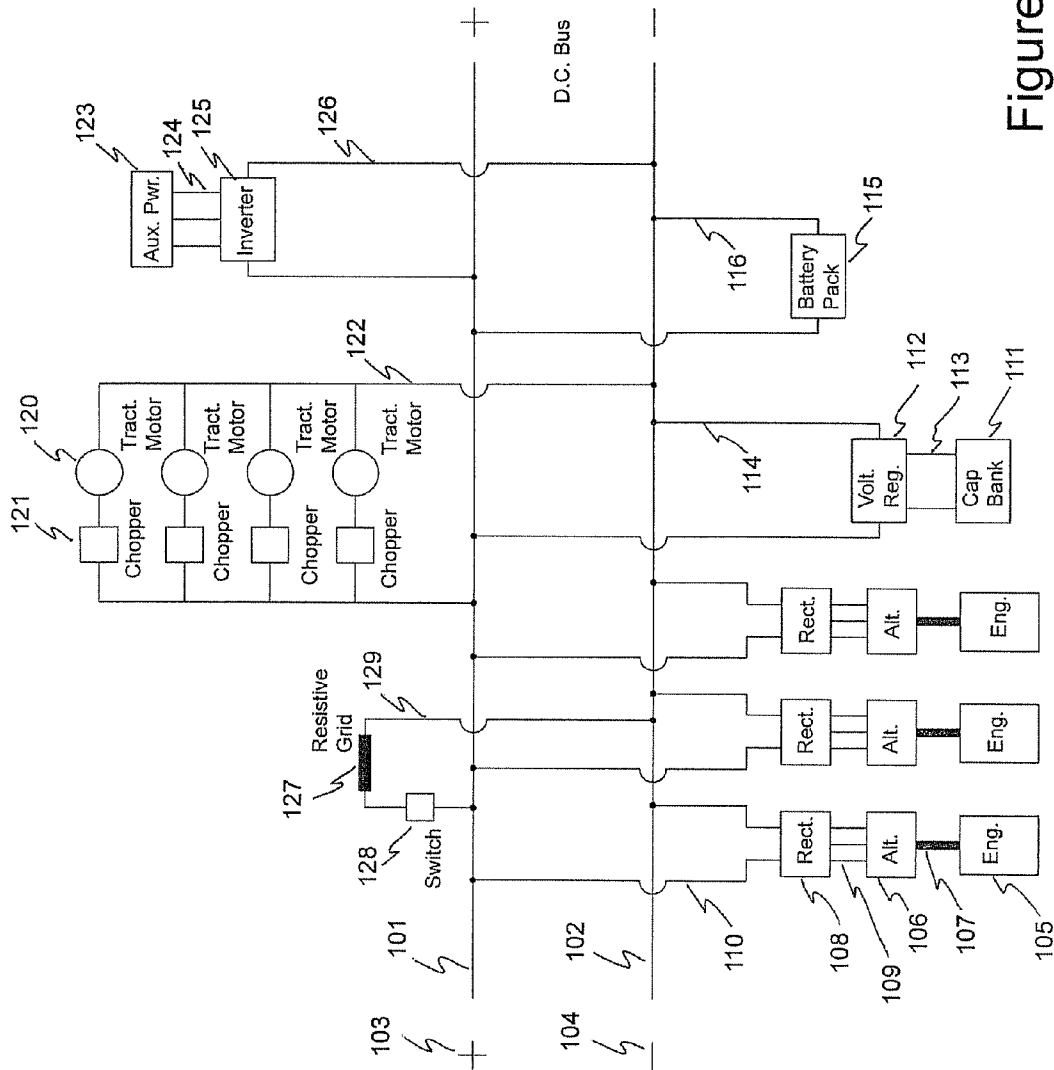 120
121
Tract.
Motor
Tract.
Motor
Tract.
Motor
Tract.
Motor
Chopper
Chopper
Chopper
Chopper
122
123
124
125
126
Aux. Pwr.
Inverter
Resistive
Grid
127
128
129
Switch
101
102
103
104
+
−
+
−
D.C. Bus
110
108
109
106
107
105
Rect.
Alt.
Eng.
Rect.
Alt.
Eng.
Rect.
Alt.
Eng.
114
112
113
111
Volt.
Reg.
Cap
Bank
116
115
Battery
Pack
Figure